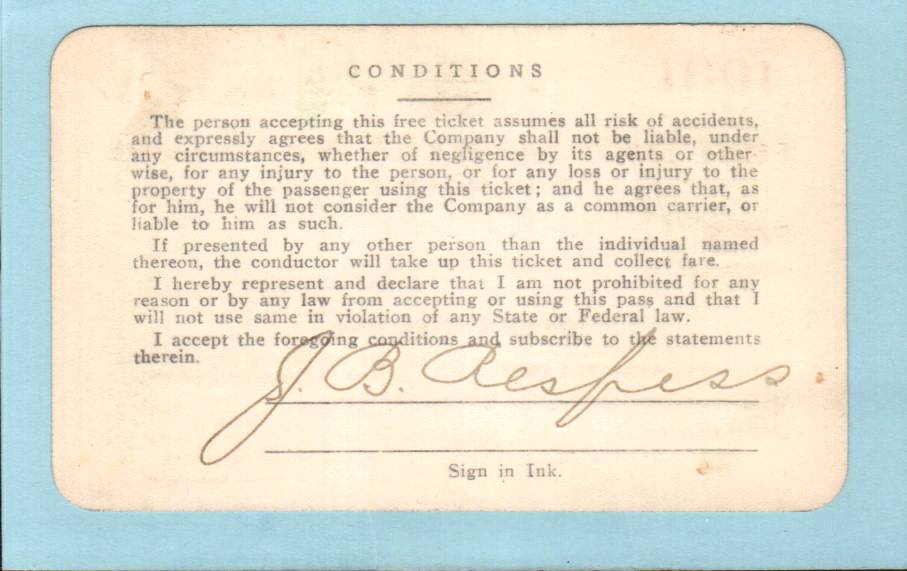 CONDITIONS
The person accepting this free ticket assumes all risk of accidents,
and expressly agrees that the Company shall not be liable, under
any circumstances, whether of negligence by its agents or other-
wise, for any injury to the person, or for any loss or injury to the
property of the passenger using this ticket; and he agrees that, as
for him, he will not consider the Company as a common carrier, or
liable to him as such.
If presented by any other person than the individual named
thereon, the conductor will take up this ticket and collect fare.
I hereby represent and declare that I am not prohibited for any
reason or by any law from accepting or using this pass and that I
will not use same in violation of any State or Federal law.
I accept the foregoing conditions and subscribe to the statements
therein.
J. B. Respess
Sign in Ink.